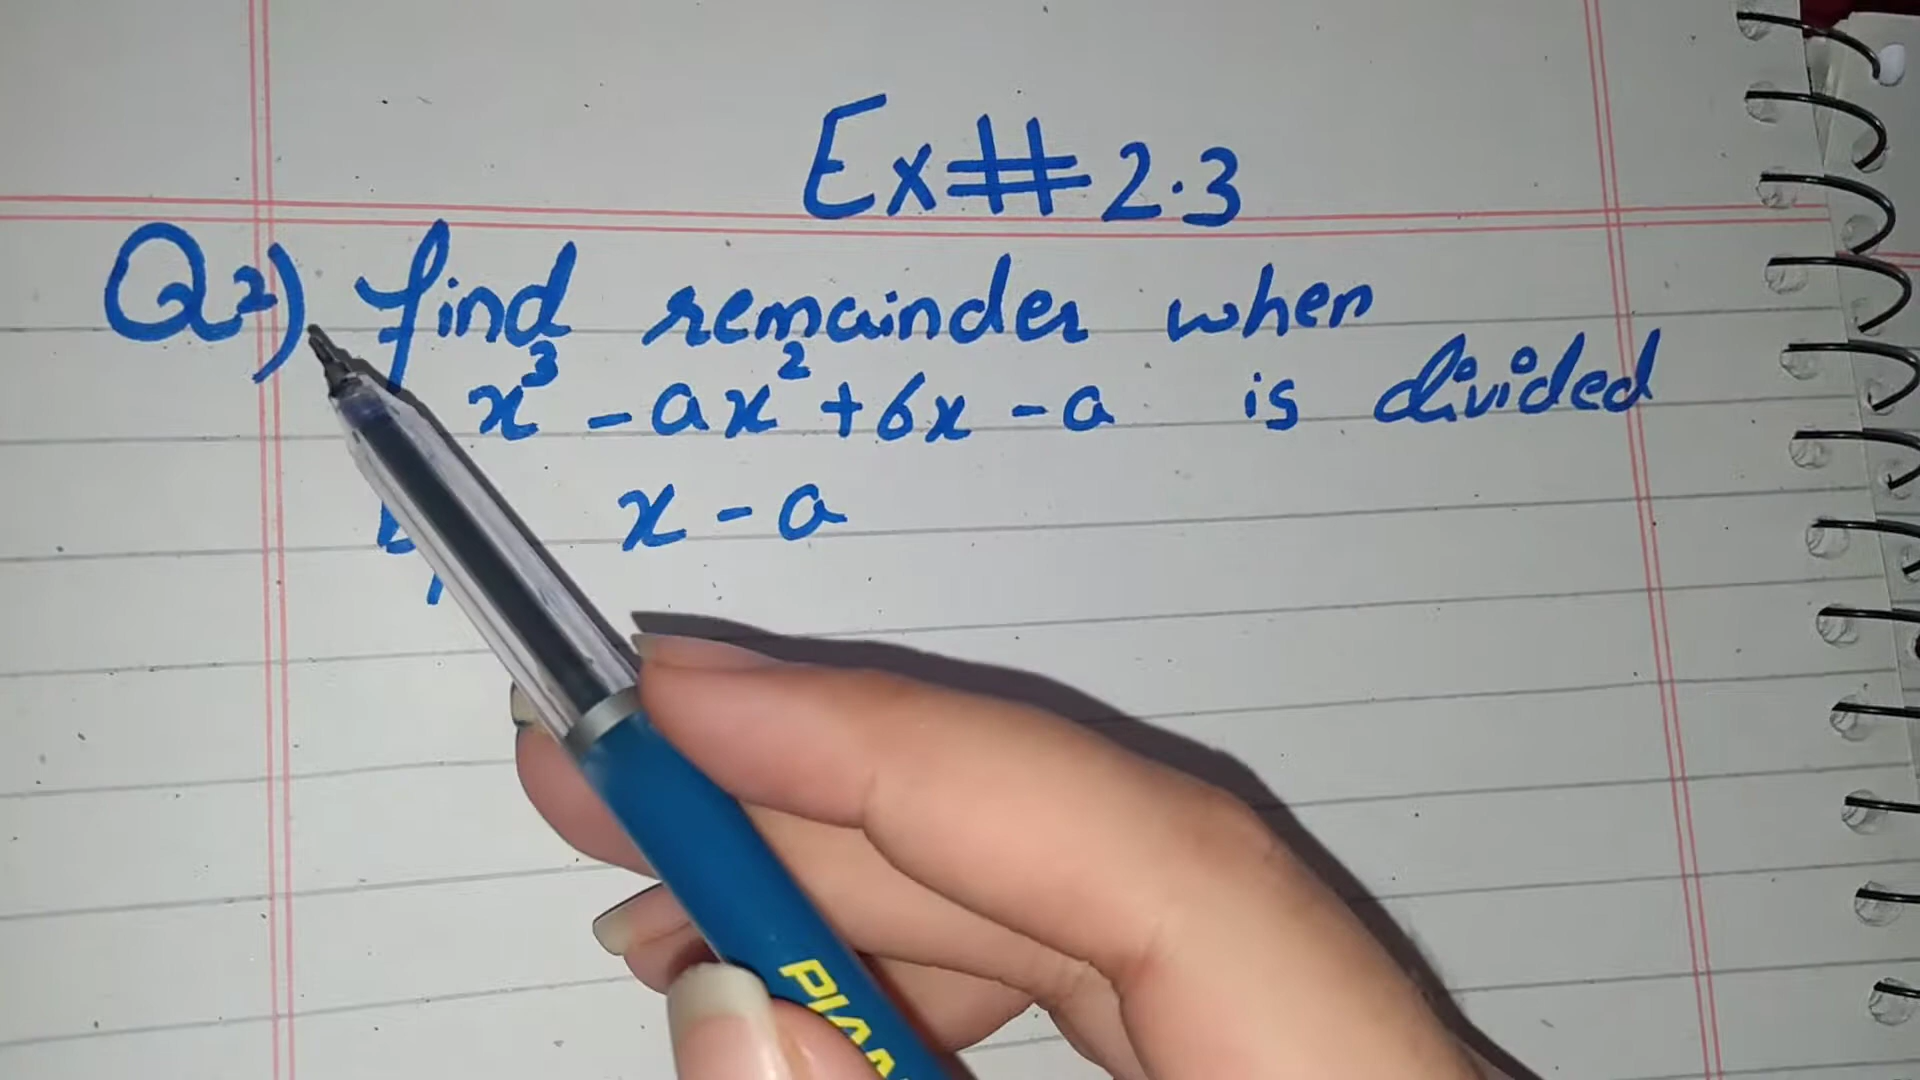 Ex# 2.3
Q2) find remainder when
x³ - ax² + 6x - a is divided
x - a